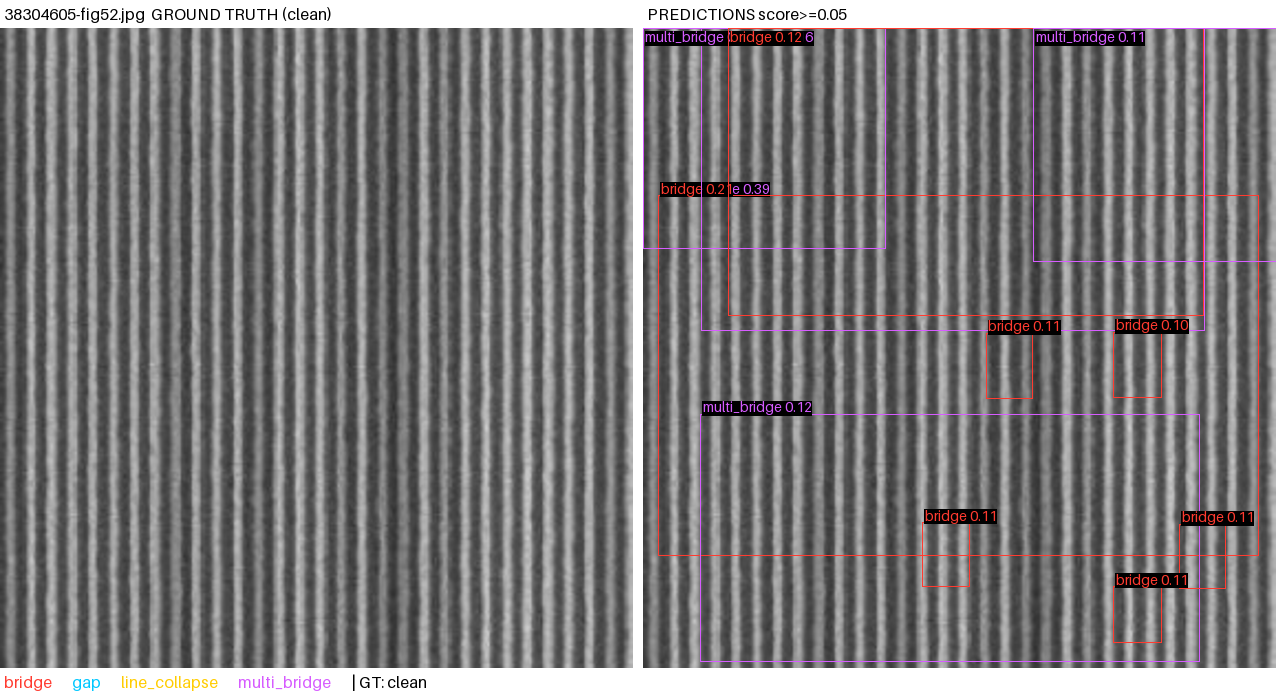 38304605-fig52.jpg GROUND TRUTH (clean)
PREDICTIONS score>=0.05
multi_bridge
bridge 0.12 6
multi_bridge 0.11
bridge 0.21e 0.39
bridge 0.11
bridge 0.10
multi_bridge 0.12
bridge 0.11
bridge 0.11
bridge 0.11
bridge gap line_collapse multi_bridge | GT: clean